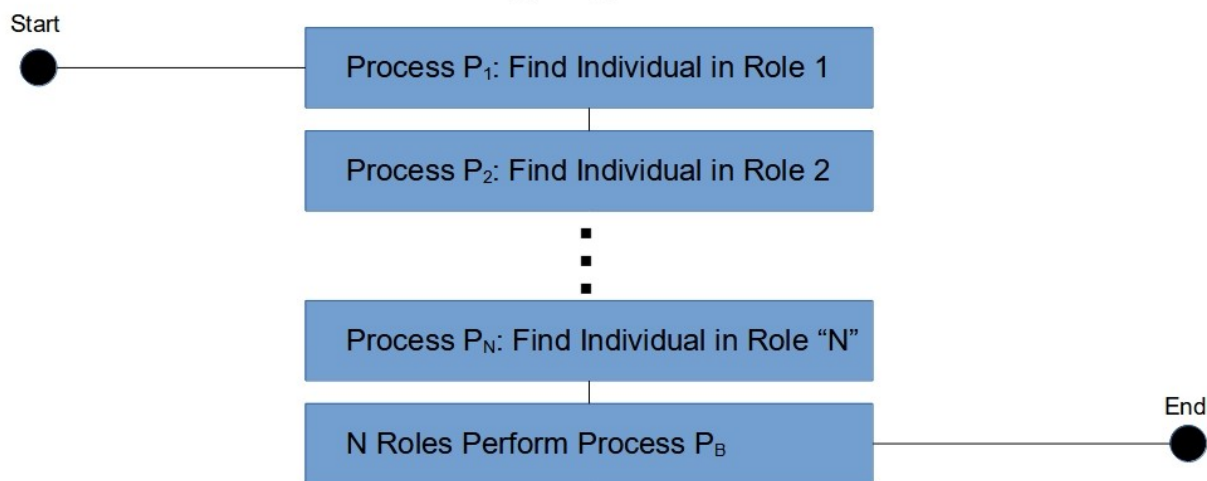 Start
Process P₁: Find Individual in Role 1
Process P₂: Find Individual in Role 2
Process Pₙ: Find Individual in Role “N”
End
N Roles Perform Process P_B